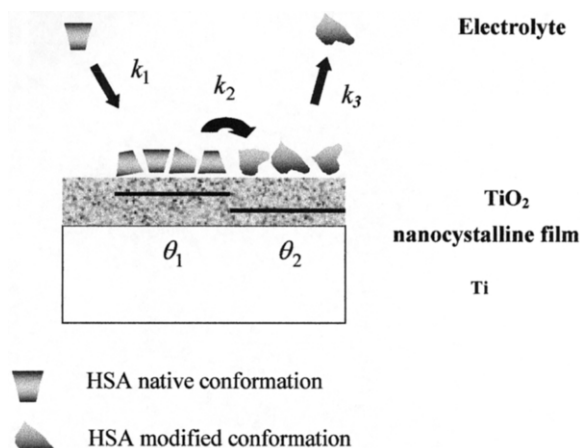 Electrolyte
k1
k2
k3
TiO2
nanocystalline film
θ1
θ2
Ti
HSA native conformation
HSA modified conformation